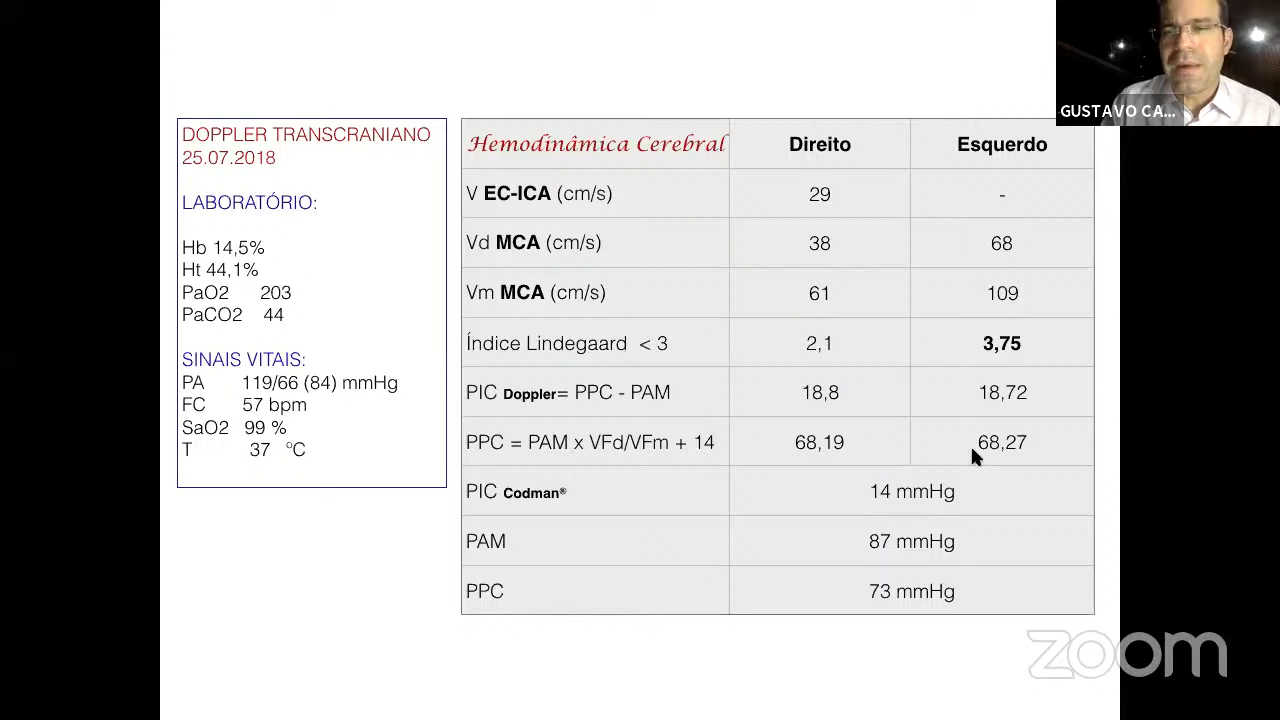 GUSTAVO CA...
DOPPLER TRANSCRANIANO
25.07.2018
LABORATÓRIO:
Hb 14,5%
Ht 44,1%
PaO2 203
PaCO2 44
SINAIS VITAIS:
PA 119/66 (84) mmHg
FC 57 bpm
SaO2 99 %
T 37 ºC
Hemodinâmica Cerebral Direito Esquerdo
V EC-ICA (cm/s) 29 -
Vd MCA (cm/s) 38 68
Vm MCA (cm/s) 61 109
Índice Lindegaard < 3 2,1 3,75
PIC Doppler= PPC - PAM 18,8 18,72
PPC = PAM x VFd/VFm + 14 68,19 68,27
PIC Codman® 14 mmHg
PAM 87 mmHg
PPC 73 mmHg
zoom